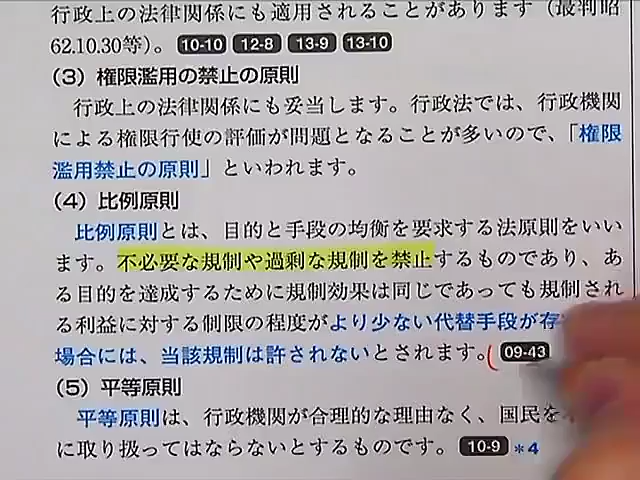 行政上の法律関係にも適用されることがあります（最判昭
62.10.30等）。 10-10 12-8 13-9 13-10
（3）権限濫用の禁止の原則
行政上の法律関係にも妥当します。行政法では、行政機関
による権限行使の評価が問題となることが多いので、「権限
濫用禁止の原則」といわれます。
（4）比例原則
比例原則とは、目的と手段の均衡を要求する法原則をいい
ます。不必要な規制や過剰な規制を禁止するものであり、あ
る目的を達成するために規制効果は同じであっても規制され
る利益に対する制限の程度がより少ない代替手段が存
場合には、当該規制は許されないとされます。 09-43
（5）平等原則
平等原則は、行政機関が合理的な理由なく、国民を
に取り扱ってはならないとするものです。 10-9 *4